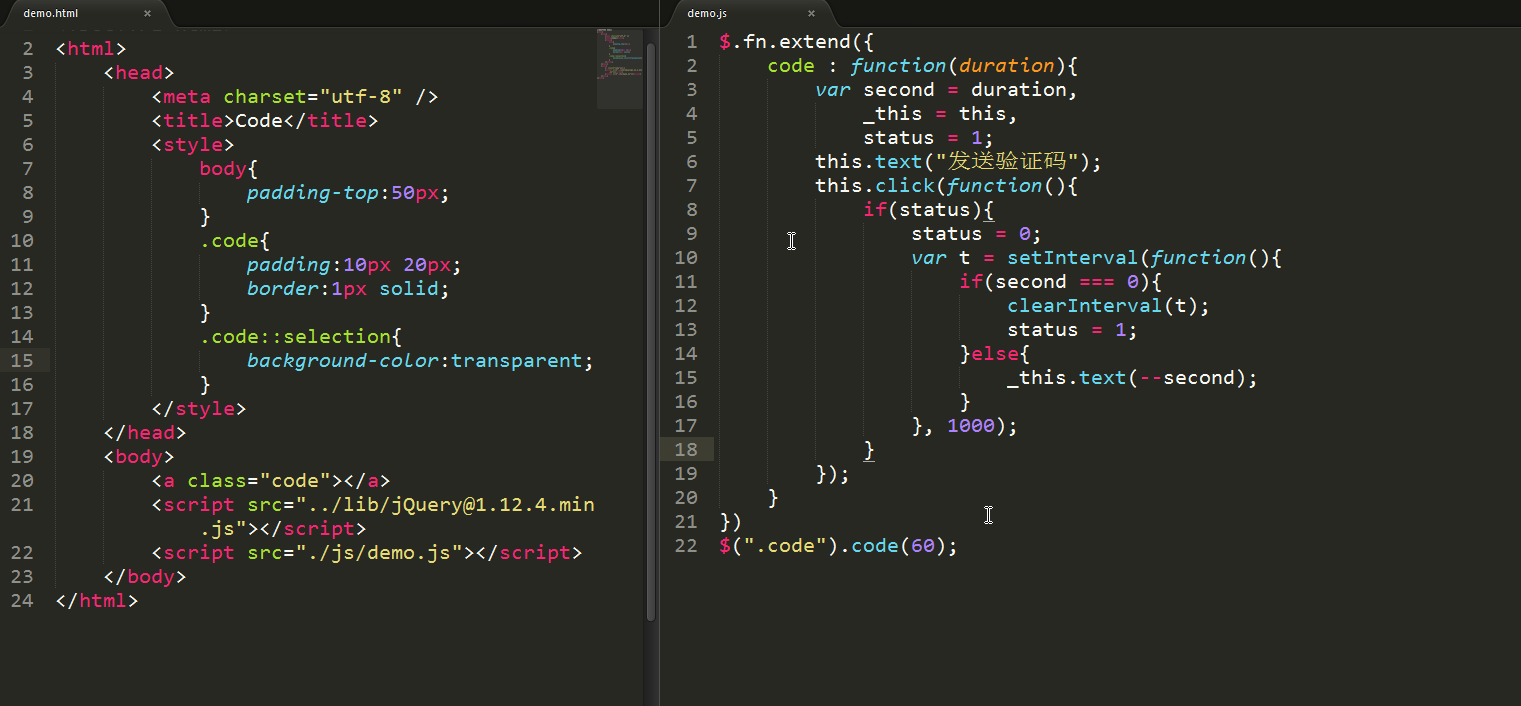 demo.html ×
2 <html>
3 <head>
4 <meta charset="utf-8" />
5 <title>Code</title>
6 <style>
7 body{
8 padding-top:50px;
9 }
10 .code{
11 padding:10px 20px;
12 border:1px solid;
13 }
14 .code::selection{
15 background-color:transparent;
16 }
17 </style>
18 </head>
19 <body>
20 <a class="code"></a>
21 <script src="../lib/jQuery@1.12.4.min
.js"></script>
22 <script src="./js/demo.js"></script>
23 </body>
24 </html>
demo.js ×
1 $.fn.extend({
2 code : function(duration){
3 var second = duration,
4 _this = this,
5 status = 1;
6 this.text("发送验证码");
7 this.click(function(){
8 if(status){
9 status = 0;
10 var t = setInterval(function(){
11 if(second === 0){
12 clearInterval(t);
13 status = 1;
14 }else{
15 _this.text(--second);
16 }
17 }, 1000);
18 }
19 });
20 }
21 })
22 $(".code").code(60);